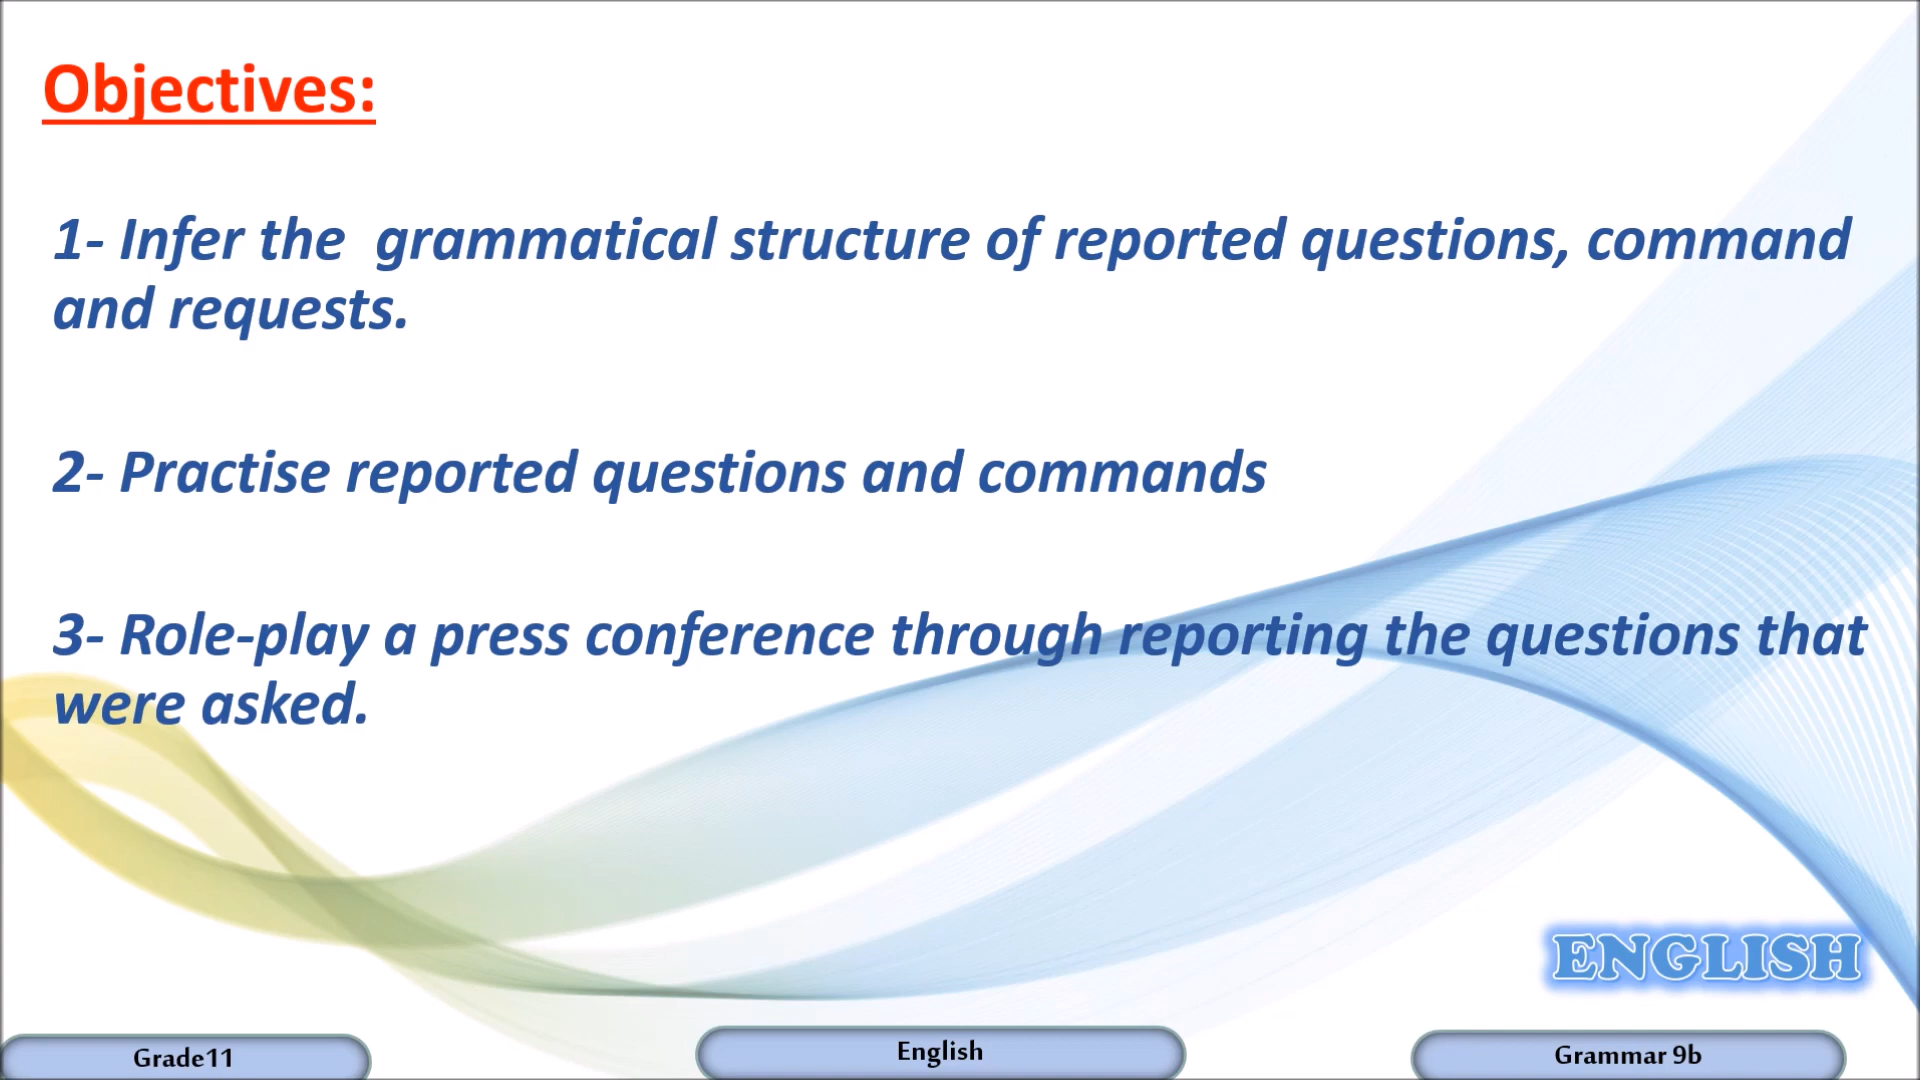 Objectives:
1- Infer the  grammatical structure of reported questions, command
and requests.
2- Practise reported questions and commands
3- Role-play a press conference through reporting the questions that
were asked.
ENGLISH
Grade11
English
Grammar 9b